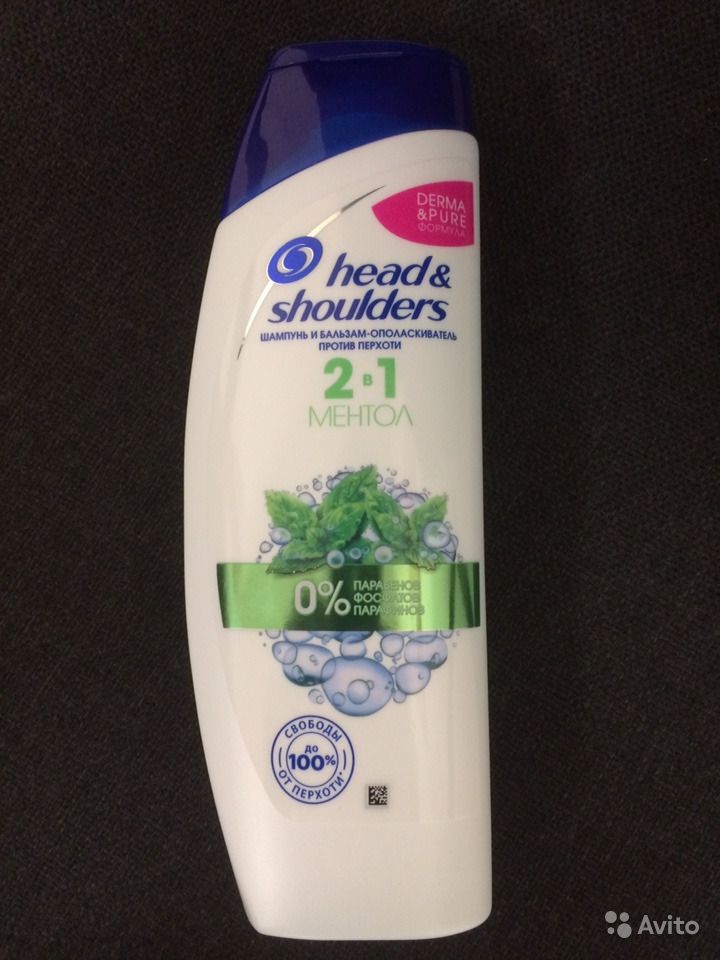 DERMA
&PURE
ФОРМУЛА
head &
shoulders
ШАМПУНЬ И БАЛЬЗАМ-ОПОЛАСКИВАТЕЛЬ
ПРОТИВ ПЕРХОТИ
2 в 1
МЕНТОЛ
0% ПАРАБЕНОВ
ФОСФАТОВ
ПАРАФИНОВ
СВОБОДЫ
ДО
100%
ОТ ПЕРХОТИ*
Avito